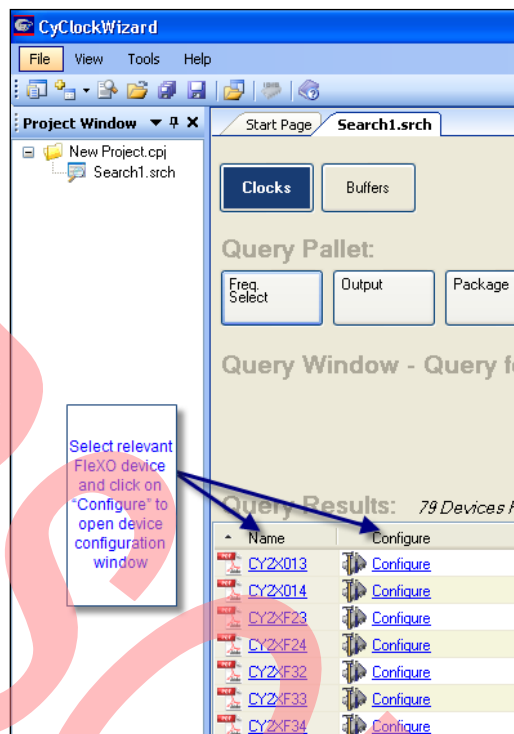 CyClockWizard
File View Tools Help
Project Window
Start Page Search1.srch
New Project.cpj
Search1.srch
Clocks Buffers
Query Pallet:
Freq.
Select
Output
Package
Query Window - Query
Select relevant
FleXO device
and click on
"Configure" to
open device
configuration
window
Query Results: 79 Devices
Name Configure
CY2X013 Configure
CY2X014 Configure
CY2XF23 Configure
CY2XF24 Configure
CY2XF32 Configure
CY2XF33 Configure
CY2XF34 Configure